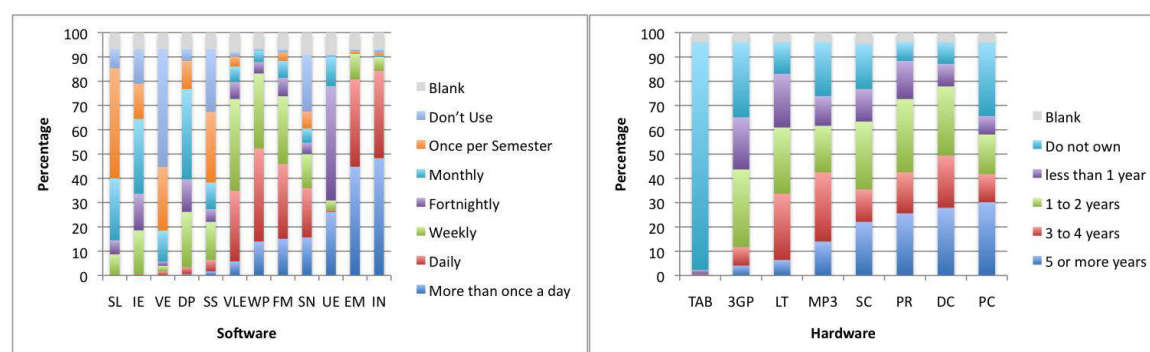 100
90
80
70
60
50
40
30
20
10
0
Percentage
SL IE VE DP SS VLE WP FM SN UE EM IN
Software
Blank
Don't Use
Once per Semester
Monthly
Fortnightly
Weekly
Daily
More than once a day
100
90
80
70
60
50
40
30
20
10
0
Percentage
TAB 3GP LT MP3 SC PR DC PC
Hardware
Blank
Do not own
less than 1 year
1 to 2 years
3 to 4 years
5 or more years